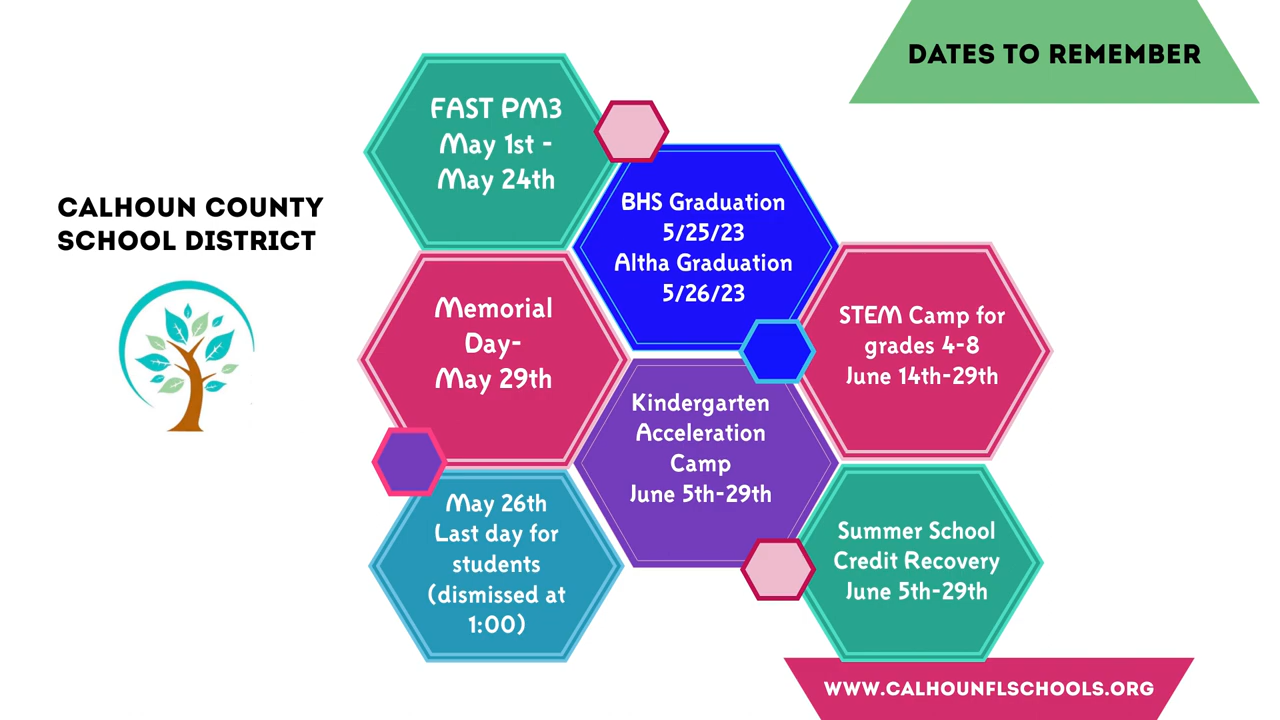 DATES TO REMEMBER
CALHOUN COUNTY
SCHOOL DISTRICT
FAST PM3
May 1st -
May 24th
BHS Graduation
5/25/23
Altha Graduation
5/26/23
Memorial
Day-
May 29th
STEM Camp for
grades 4-8
June 14th-29th
Kindergarten
Acceleration
Camp
June 5th-29th
May 26th
Last day for
students
(dismissed at
1:00)
Summer School
Credit Recovery
June 5th-29th
WWW.CALHOUNFLSCHOOLS.ORG